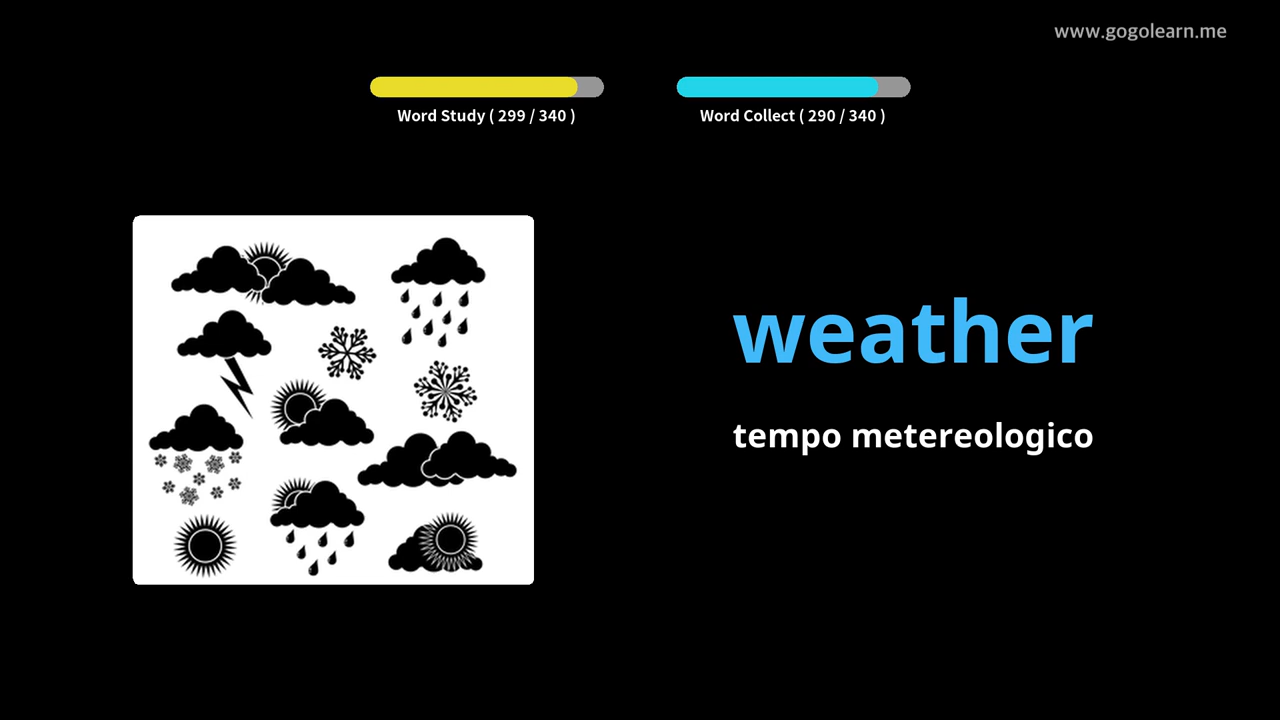 www.gogolearn.me
Word Study ( 299 / 340 )
Word Collect ( 290 / 340 )
weather
tempo metereologico